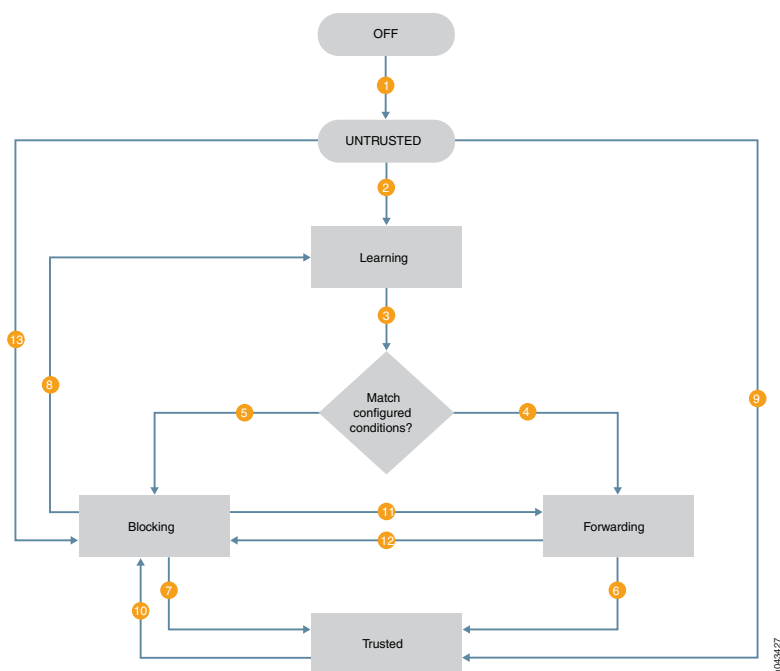 OFF
1
UNTRUSTED
2
Learning
3
13
8
Match
configured
conditions?
5
4
9
Blocking
11
Forwarding
12
7
6
10
Trusted
043427